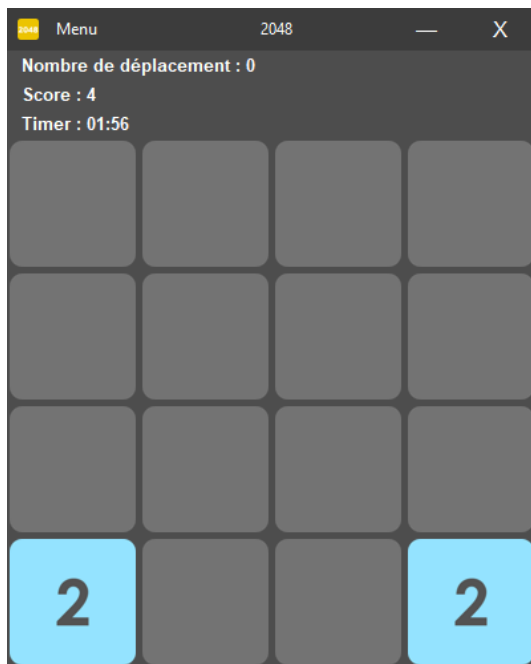 2048 Menu 2048 — X
Nombre de déplacement : 0
Score : 4
Timer : 01:56
2 2